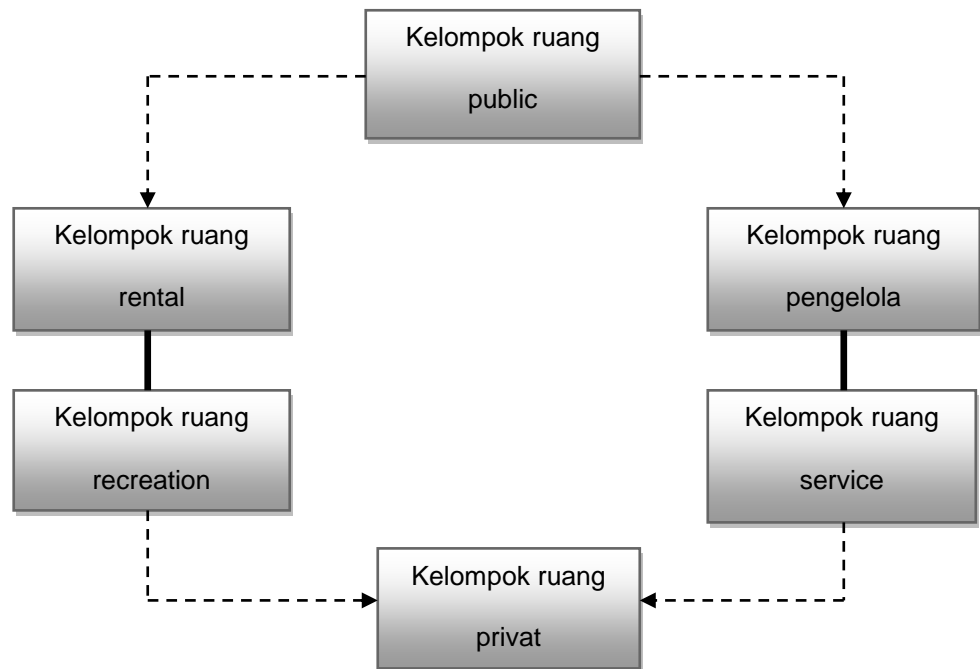 Kelompok ruang
public
Kelompok ruang
rental
Kelompok ruang
pengelola
Kelompok ruang
recreation
Kelompok ruang
service
Kelompok ruang
privat